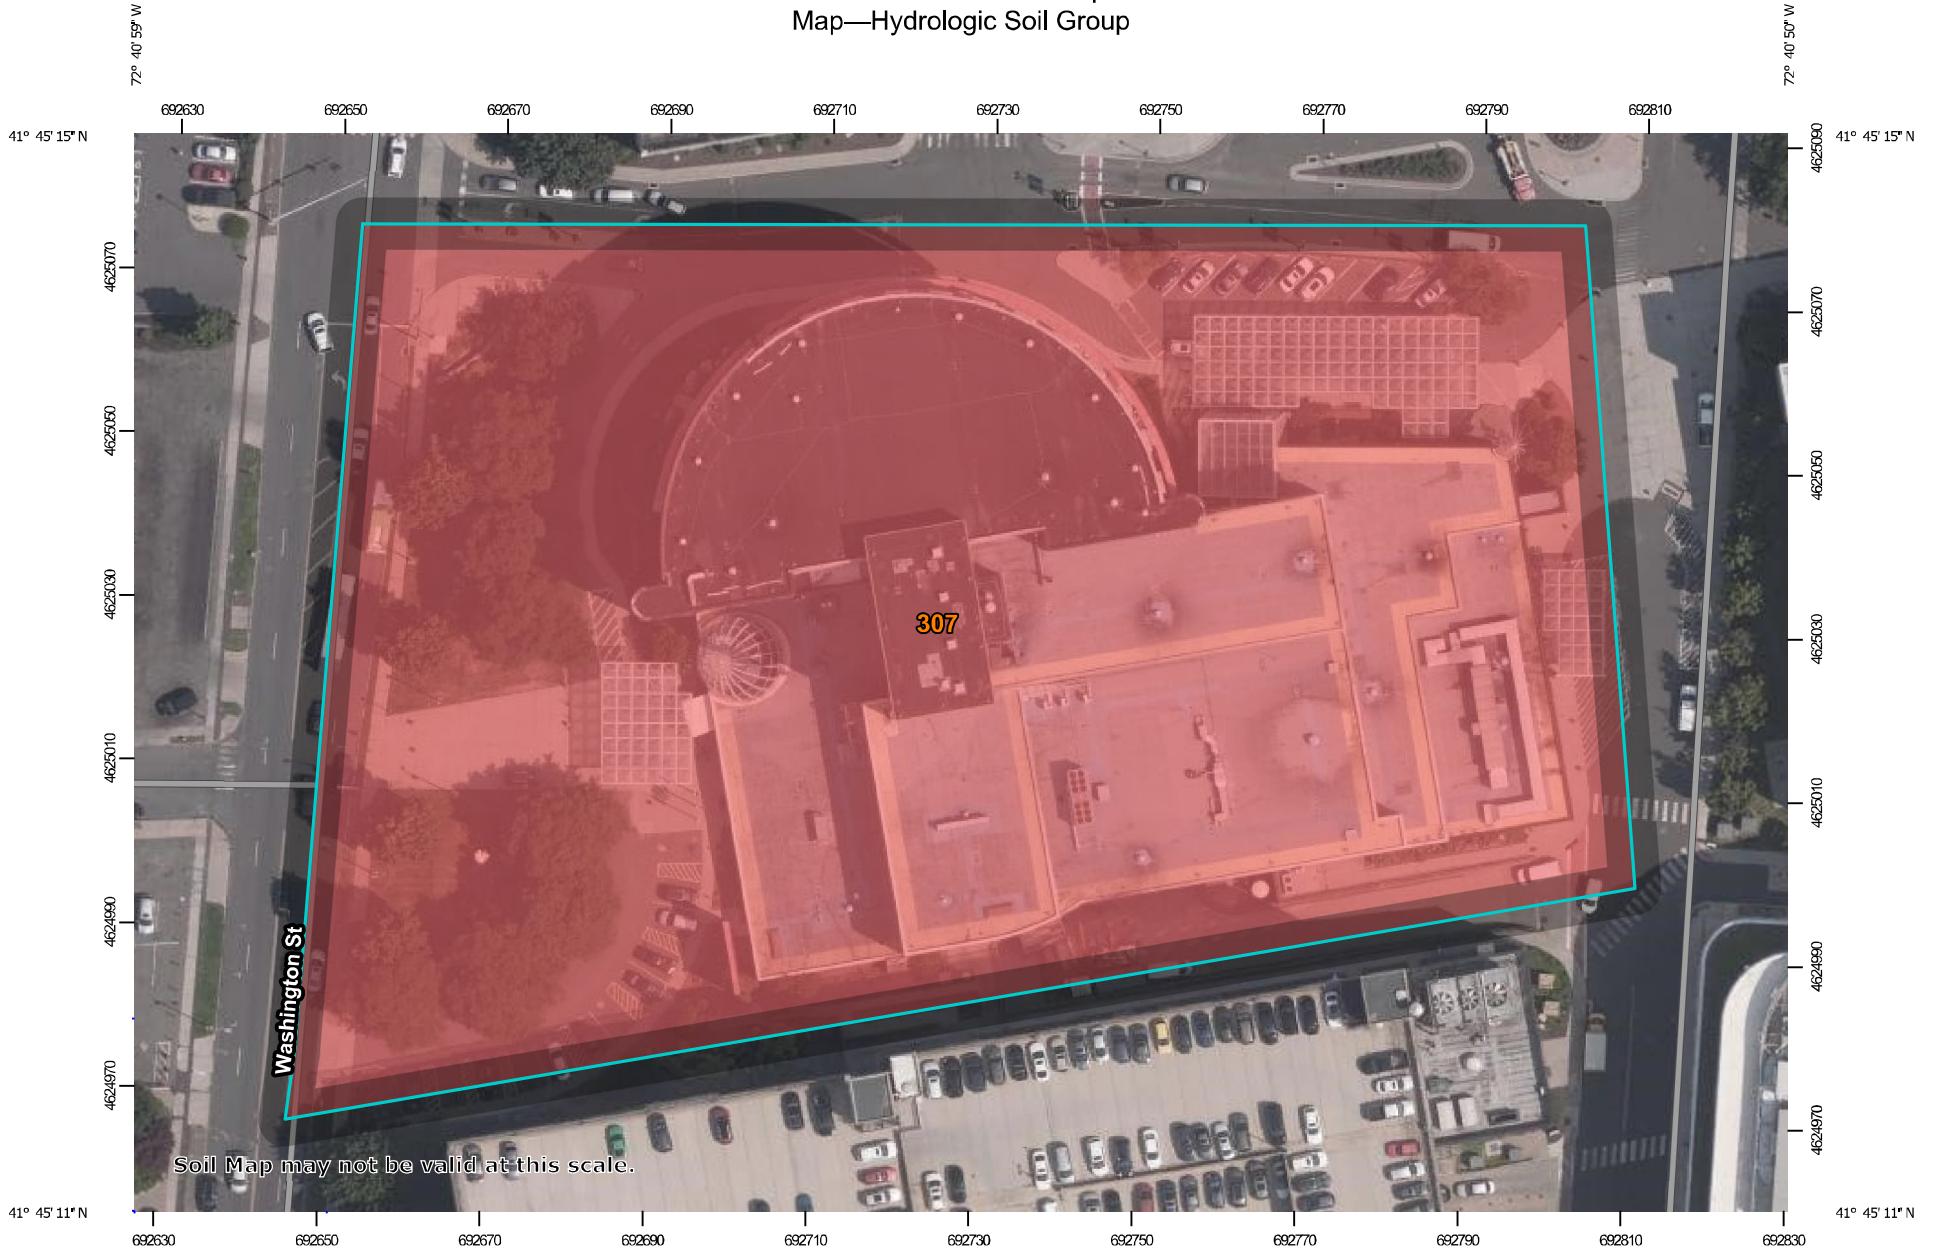 Map—Hydrologic Soil Group
72° 40' 59" W
72° 40' 50" W
692630 692650 692670 692690 692710 692730 692750 692770 692790 692810
41° 45' 15" N
41° 45' 15" N
4625090
4625070
4625070
4625050
4625050
4625030
4625030
307
4625010
4625010
4624990
4624990
Washington St
4624970
4624970
Soil Map may not be valid at this scale.
41° 45' 11" N
41° 45' 11" N
692630 692650 692670 692690 692710 692730 692750 692770 692790 692810 692830